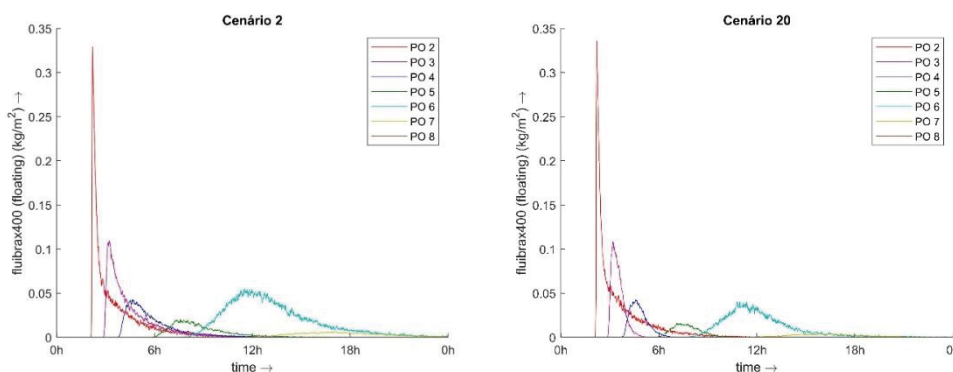 Cenário 2
fluibrax400 (floating) (kg/m²) →
0.35
0.3
0.25
0.2
0.15
0.1
0.05
0
0h
6h
12h
18h
0h
time →
PO 2
PO 3
PO 4
PO 5
PO 6
PO 7
PO 8
Cenário 20
fluibrax400 (floating) (kg/m²) →
0.35
0.3
0.25
0.2
0.15
0.1
0.05
0
0h
6h
12h
18h
time →
PO 2
PO 3
PO 4
PO 5
PO 6
PO 7
PO 8